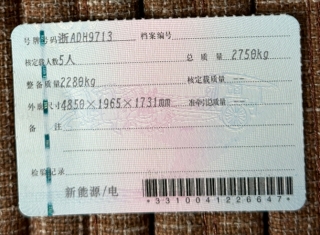 号牌号码 浙ADH9713 档案编号
核定载人数 5人 总质量 2750kg
整备质量 2280kg 核定载质量 --
外廓尺寸 4850×1965×1731mm 准牵引总质量 --
备注
检验记录
新能源/电
*3310041226647*